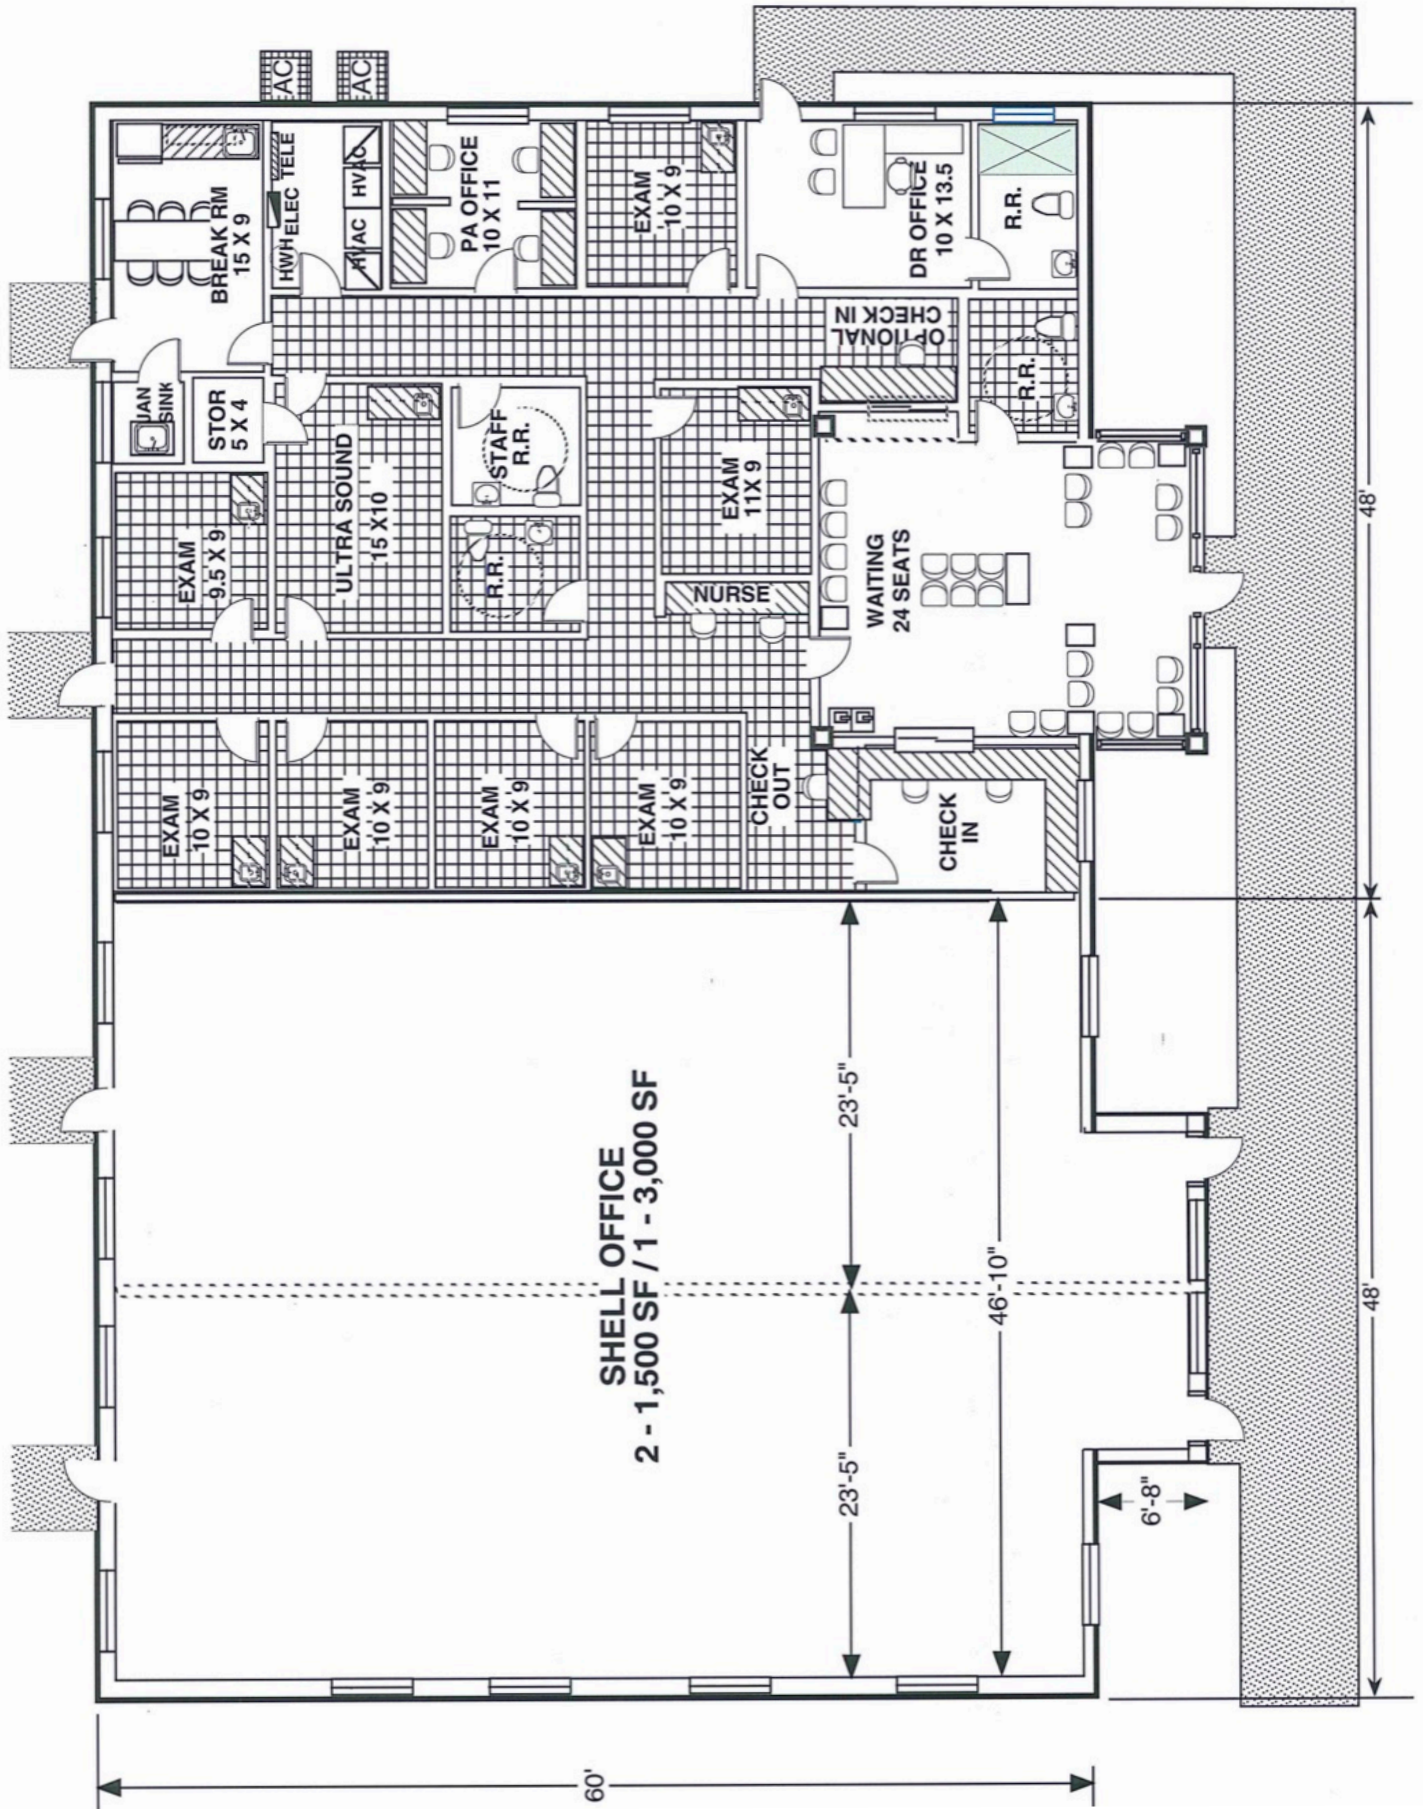 AC
AC
BREAK RM
15 X 9
TELE
ELEC
HWH
HVAC
HVAC
PA OFFICE
10 X 11
EXAM
10 X 9
DR OFFICE
10 X 13.5
R.R.
OPTIONAL
CHECK IN
R.R.
JAN
SINK
STOR
5 X 4
ULTRA SOUND
15 X10
STAFF
R.R.
R.R.
EXAM
9.5 X 9
EXAM
11X 9
NURSE
WAITING
24 SEATS
EXAM
10 X 9
EXAM
10 X 9
EXAM
10 X 9
EXAM
10 X 9
CHECK
OUT
CHECK
IN
48'
SHELL OFFICE
2 - 1,500 SF / 1 - 3,000 SF
23'-5"
23'-5"
46'-10"
6'-8"
48'
60'